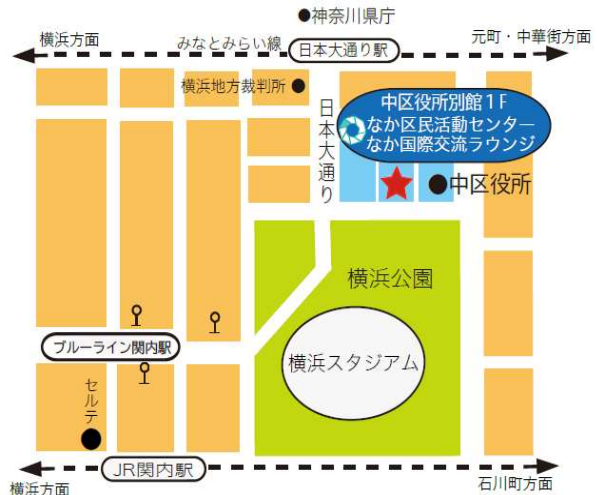 ●神奈川県庁
横浜方面
みなとみらい線
日本大通り駅
元町・中華街方面
横浜地方裁判所
日本大通り
中区役所別館1F
なか区民活動センター
なか国際交流ラウンジ
中区役所
横浜公園
横浜スタジアム
ブルーライン関内駅
セルテ
JR関内駅
横浜方面
石川町方面